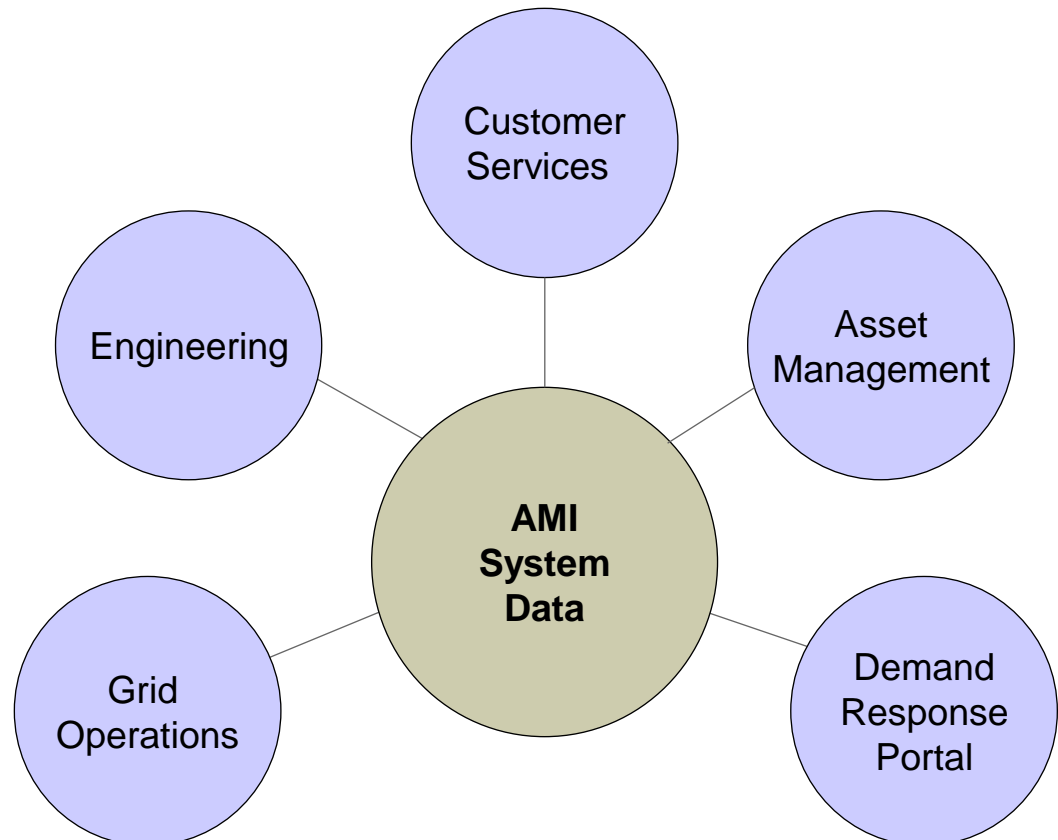 Customer
Services
Engineering
Asset
Management
AMI
System
Data
Grid
Operations
Demand
Response
Portal